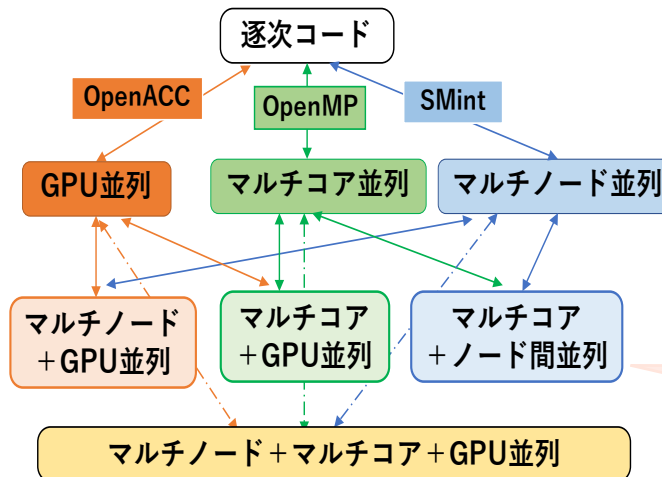 逐次コード
OpenACC
OpenMP
SMint
GPU並列
マルチコア並列
マルチノード並列
マルチノード
+GPU並列
マルチコア
+GPU並列
マルチコア
+ノード間並列
マルチノード+マルチコア+GPU並列